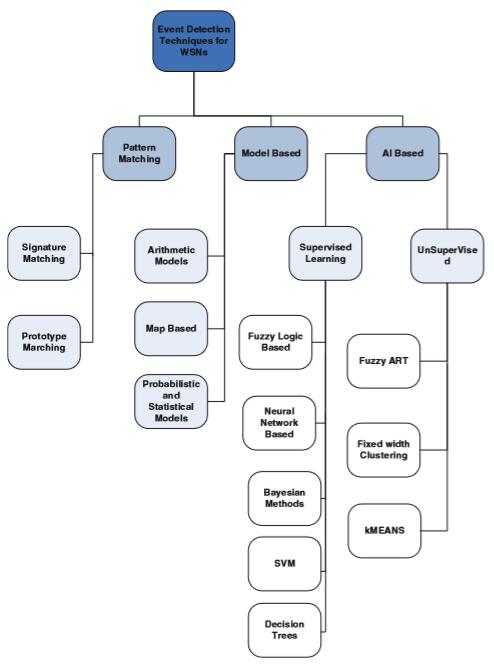 Event Detection
Techniques for
WSNs
Pattern
Matching
Model Based
AI Based
Signature
Matching
Prototype
Marching
Arithmetic
Models
Map Based
Probabilistic
and
Statistical
Models
Supervised
Learning
Fuzzy Logic
Based
Neural
Network
Based
Bayesian
Methods
SVM
Decision
Trees
UnSuperVise
d
Fuzzy ART
Fixed width
Clustering
kMEANS